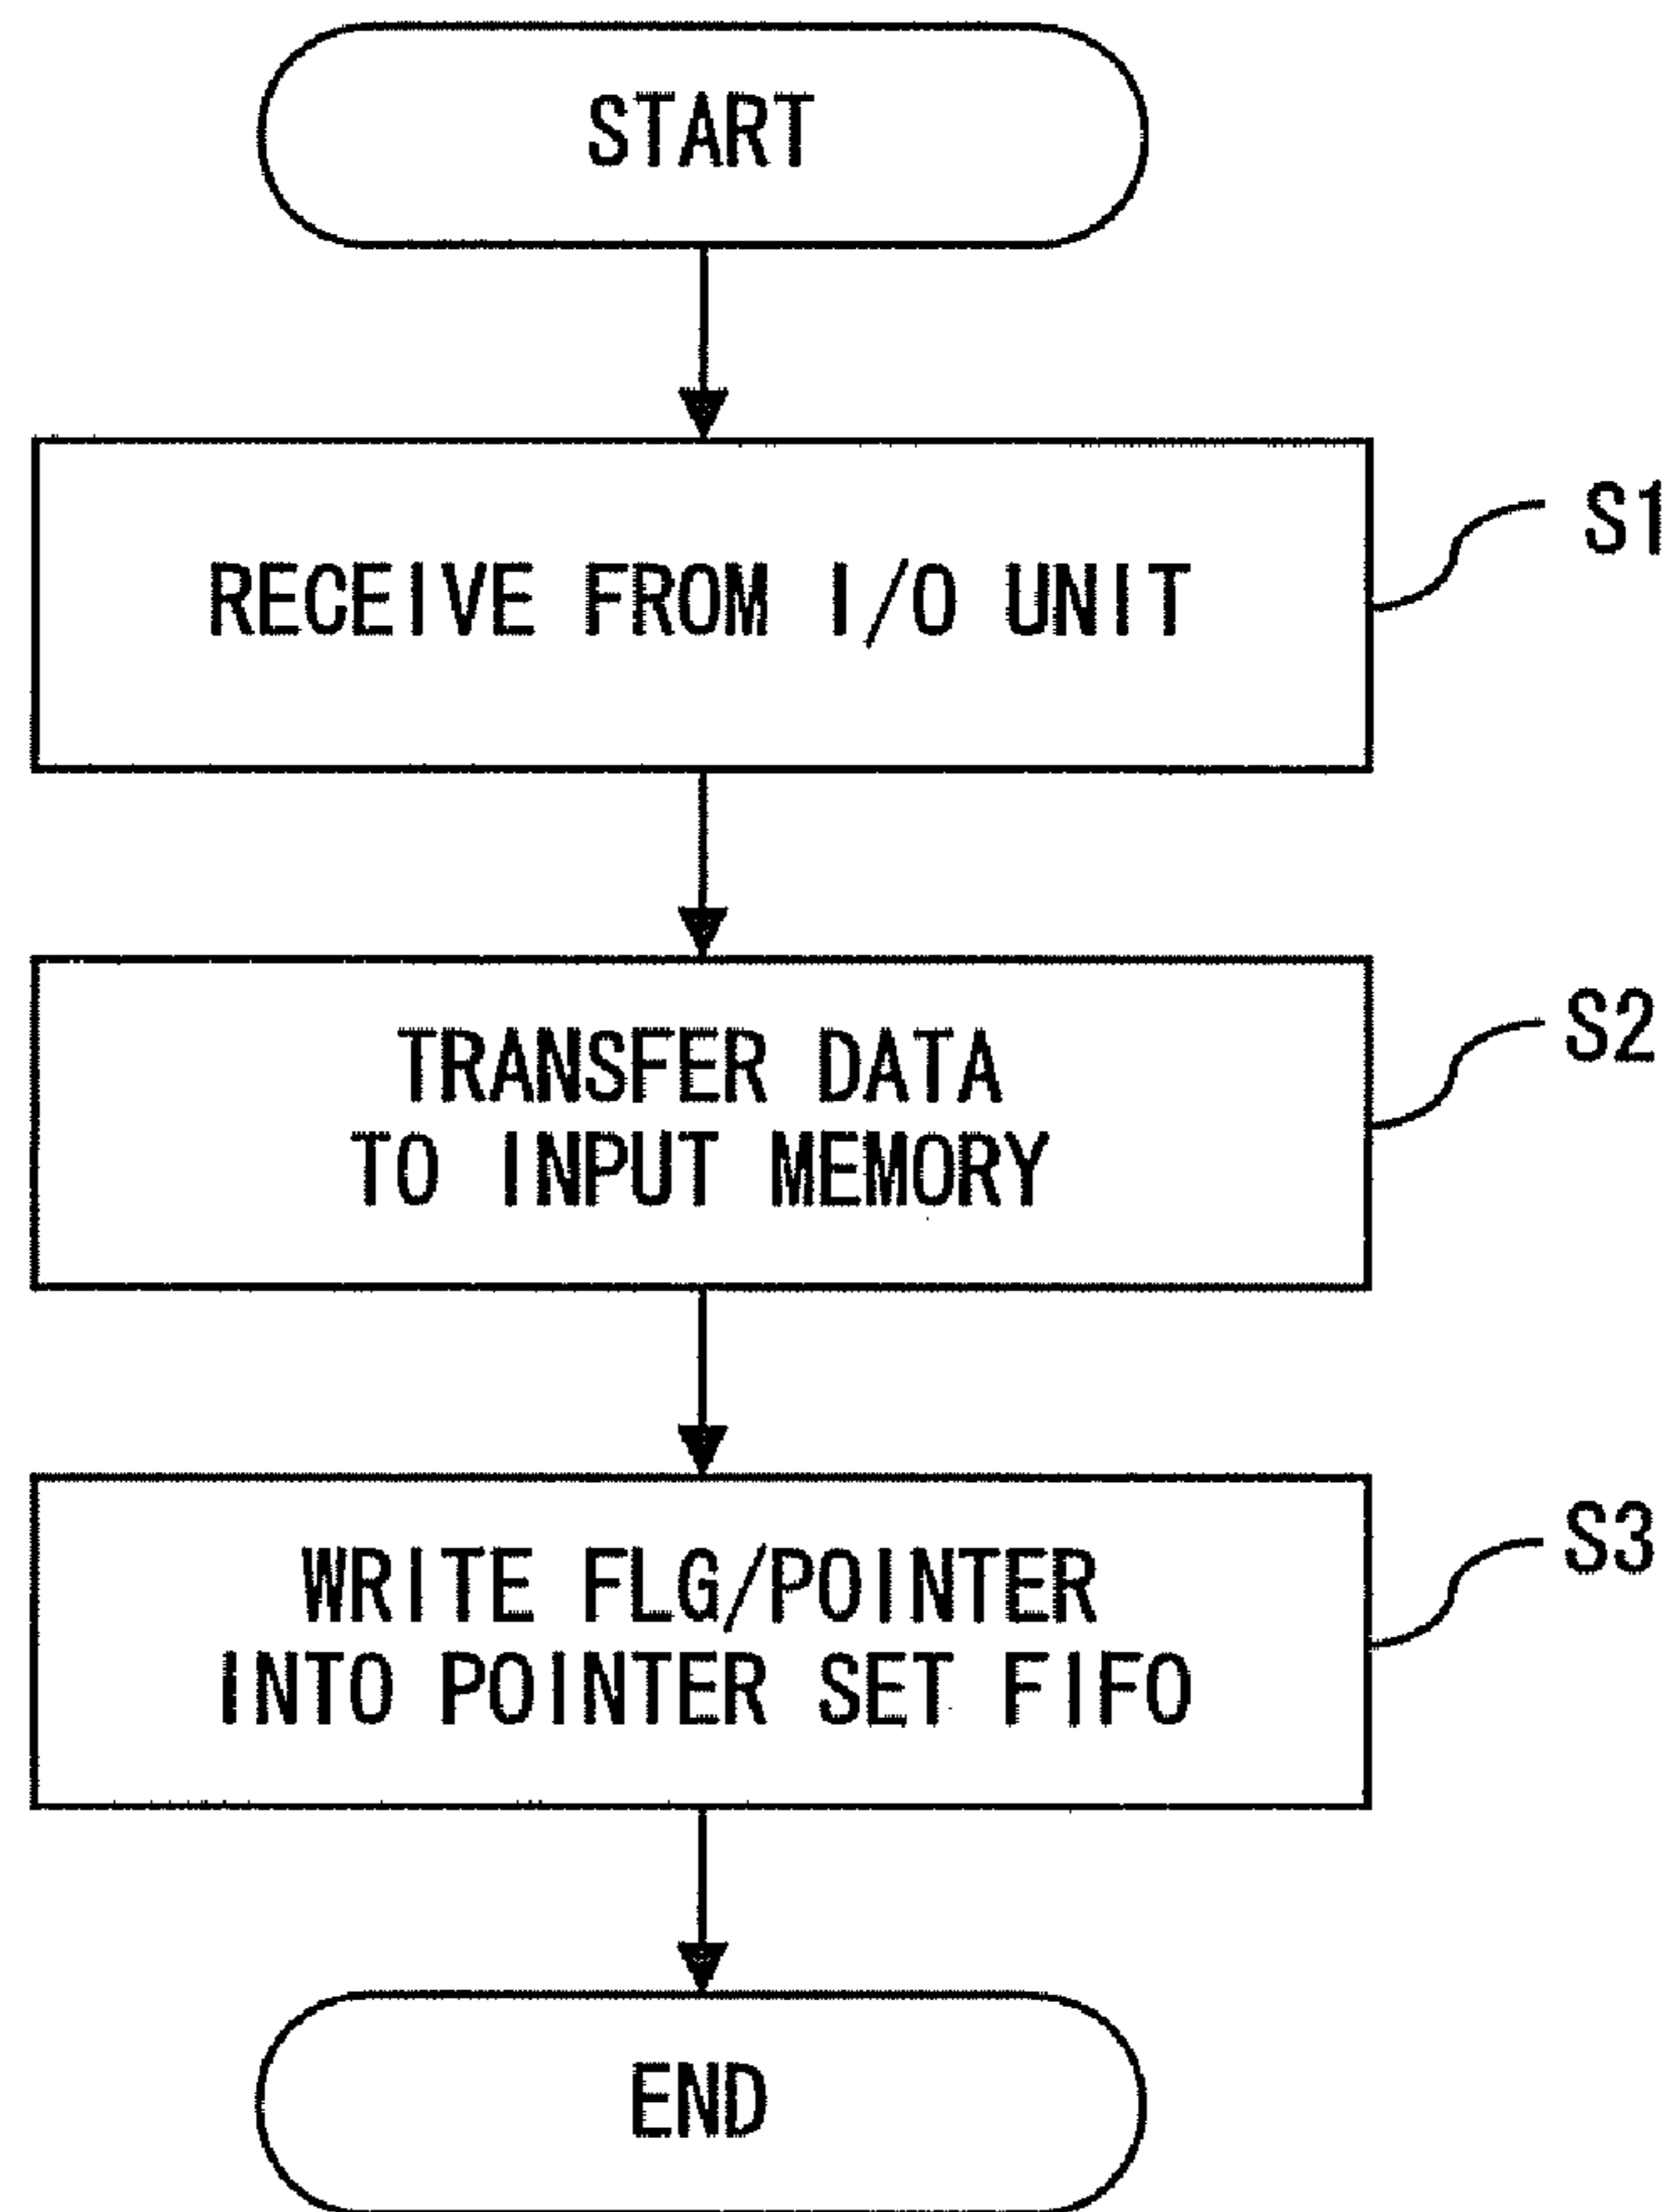 START
RECEIVE FROM I/O UNIT
S1
TRANSFER DATA
TO INPUT MEMORY
S2
WRITE FLG/POINTER
INTO POINTER SET FIFO
S3
END